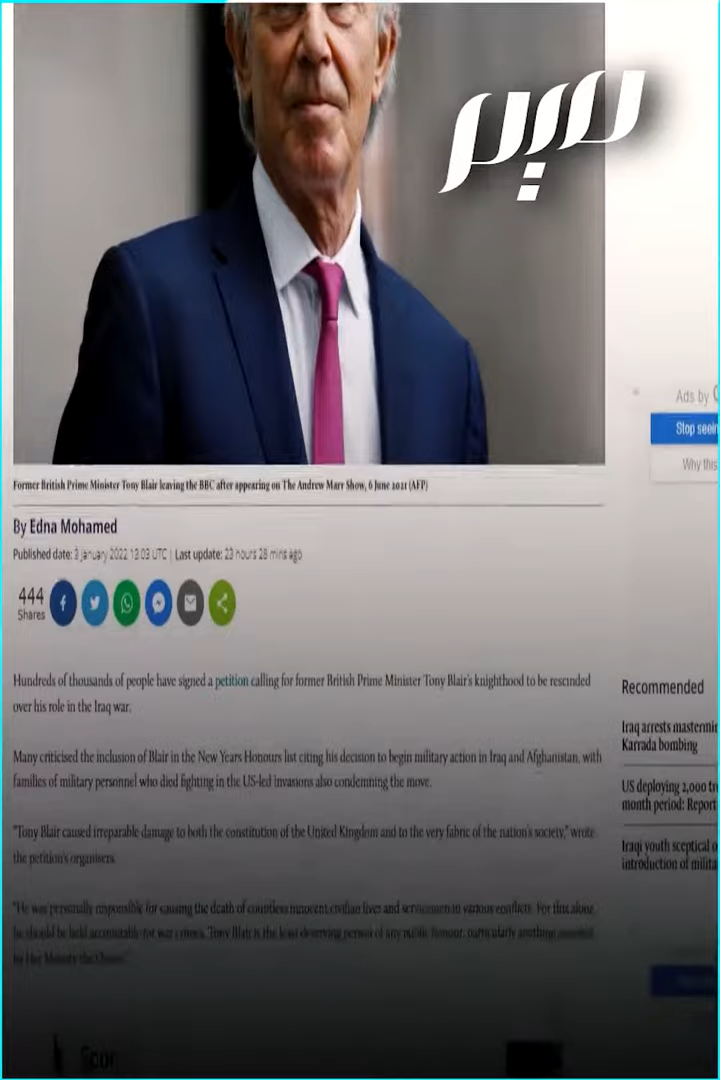 سرد
Former British Prime Minister Tony Blair leaving the BBC after appearing on The Andrew Marr Show, 6 June 2021 (AFP)
By Edna Mohamed
Published date: 3 January 2022 13:03 UTC | Last update: 23 hours 28 mins ago
444
Shares
Hundreds of thousands of people have signed a petition calling for former British Prime Minister Tony Blair's knighthood to be rescinded
over his role in the Iraq war.
Many criticised the inclusion of Blair in the New Years Honours list citing his decision to begin military action in Iraq and Afghanistan, with
families of military personnel who died fighting in the US-led invasions also condemning the move.
"Tony Blair caused irreparable damage to both the constitution of the United Kingdom and to the very fabric of the nation's society," wrote
the petition's organisers.
"He was personally responsible for causing the death of countless innocent civilian lives and servicemen in various conflicts. For this alone
he should be held accountable for war crimes. Tony Blair is the least deserving person of any public honour, particularly anything awarded
by Her Majesty the Queen."
Ads by
Stop seein
Why this
Recommended
Iraq arrests mastermin
Karrada bombing
US deploying 2,000 tr
month period: Report
Iraqi youth sceptical o
introduction of milita